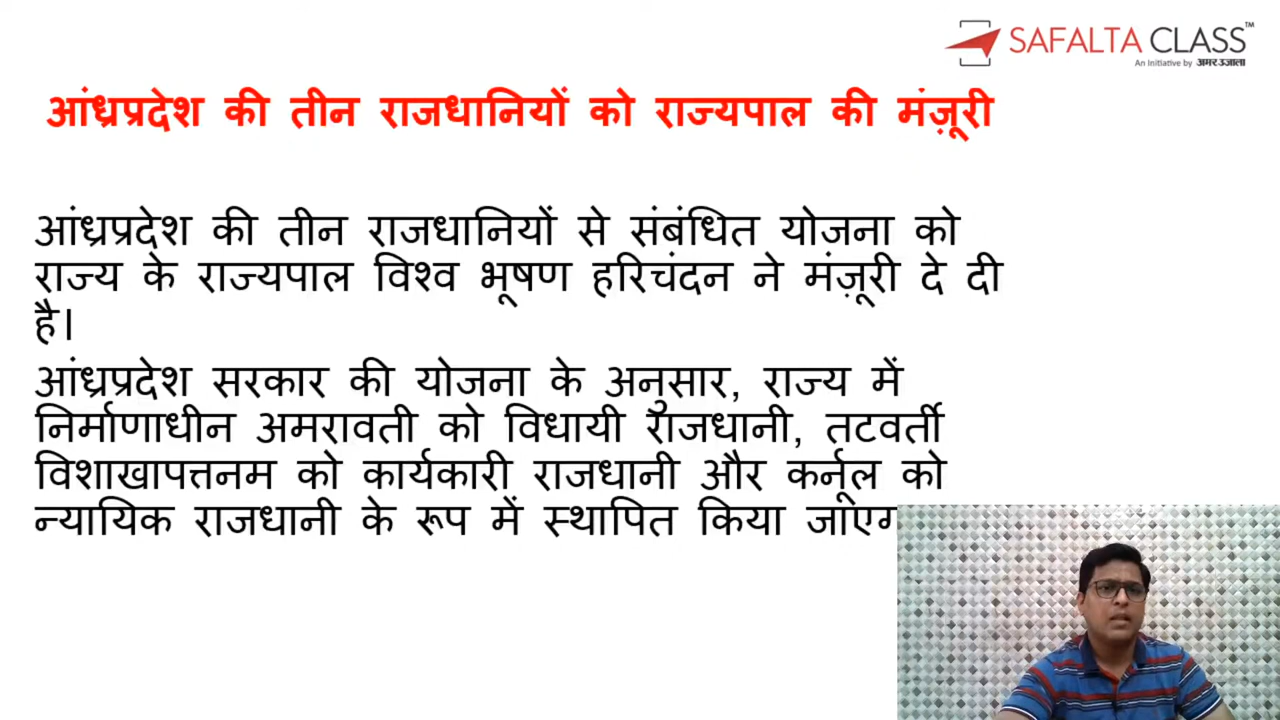 SAFALTA CLASS™
An Initiative by अमर उजाला
आंध्रप्रदेश की तीन राजधानियों को राज्यपाल की मंज़ूरी
आंध्रप्रदेश की तीन राजधानियों से संबंधित योजना को
राज्य के राज्यपाल विश्व भूषण हरिचंदन ने मंज़ूरी दे दी
है।
आंध्रप्रदेश सरकार की योजना के अनुसार, राज्य में
निर्माणाधीन अमरावती को विधायी राजधानी, तटवर्ती
विशाखापत्तनम को कार्यकारी राजधानी और कर्नूल को
न्यायिक राजधानी के रूप में स्थापित किया